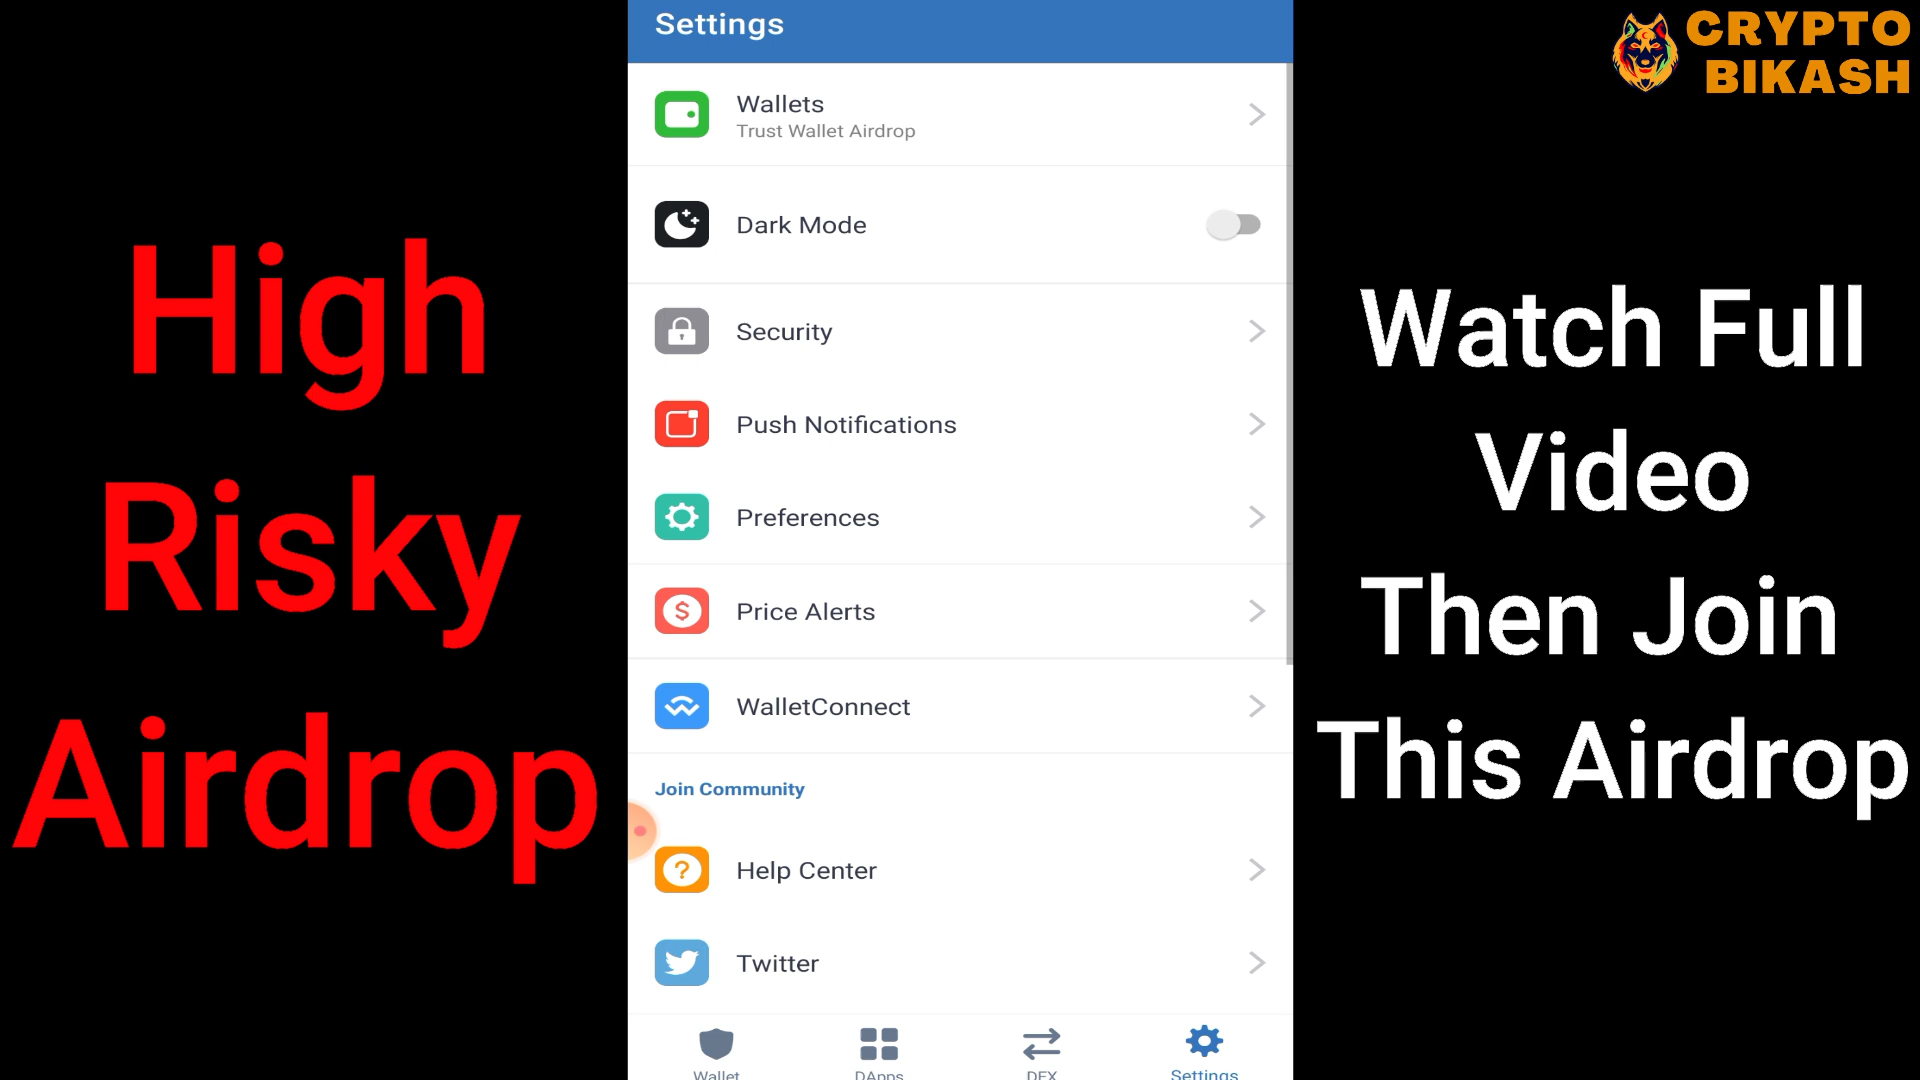 Settings
CRYPTO
BIKASH
High
Risky
Airdrop
Wallets
Trust Wallet Airdrop
Dark Mode
Security
Push Notifications
Preferences
Price Alerts
WalletConnect
Join Community
Help Center
Twitter
Wallet
DApps
DEX
Settings
Watch Full
Video
Then Join
This Airdrop